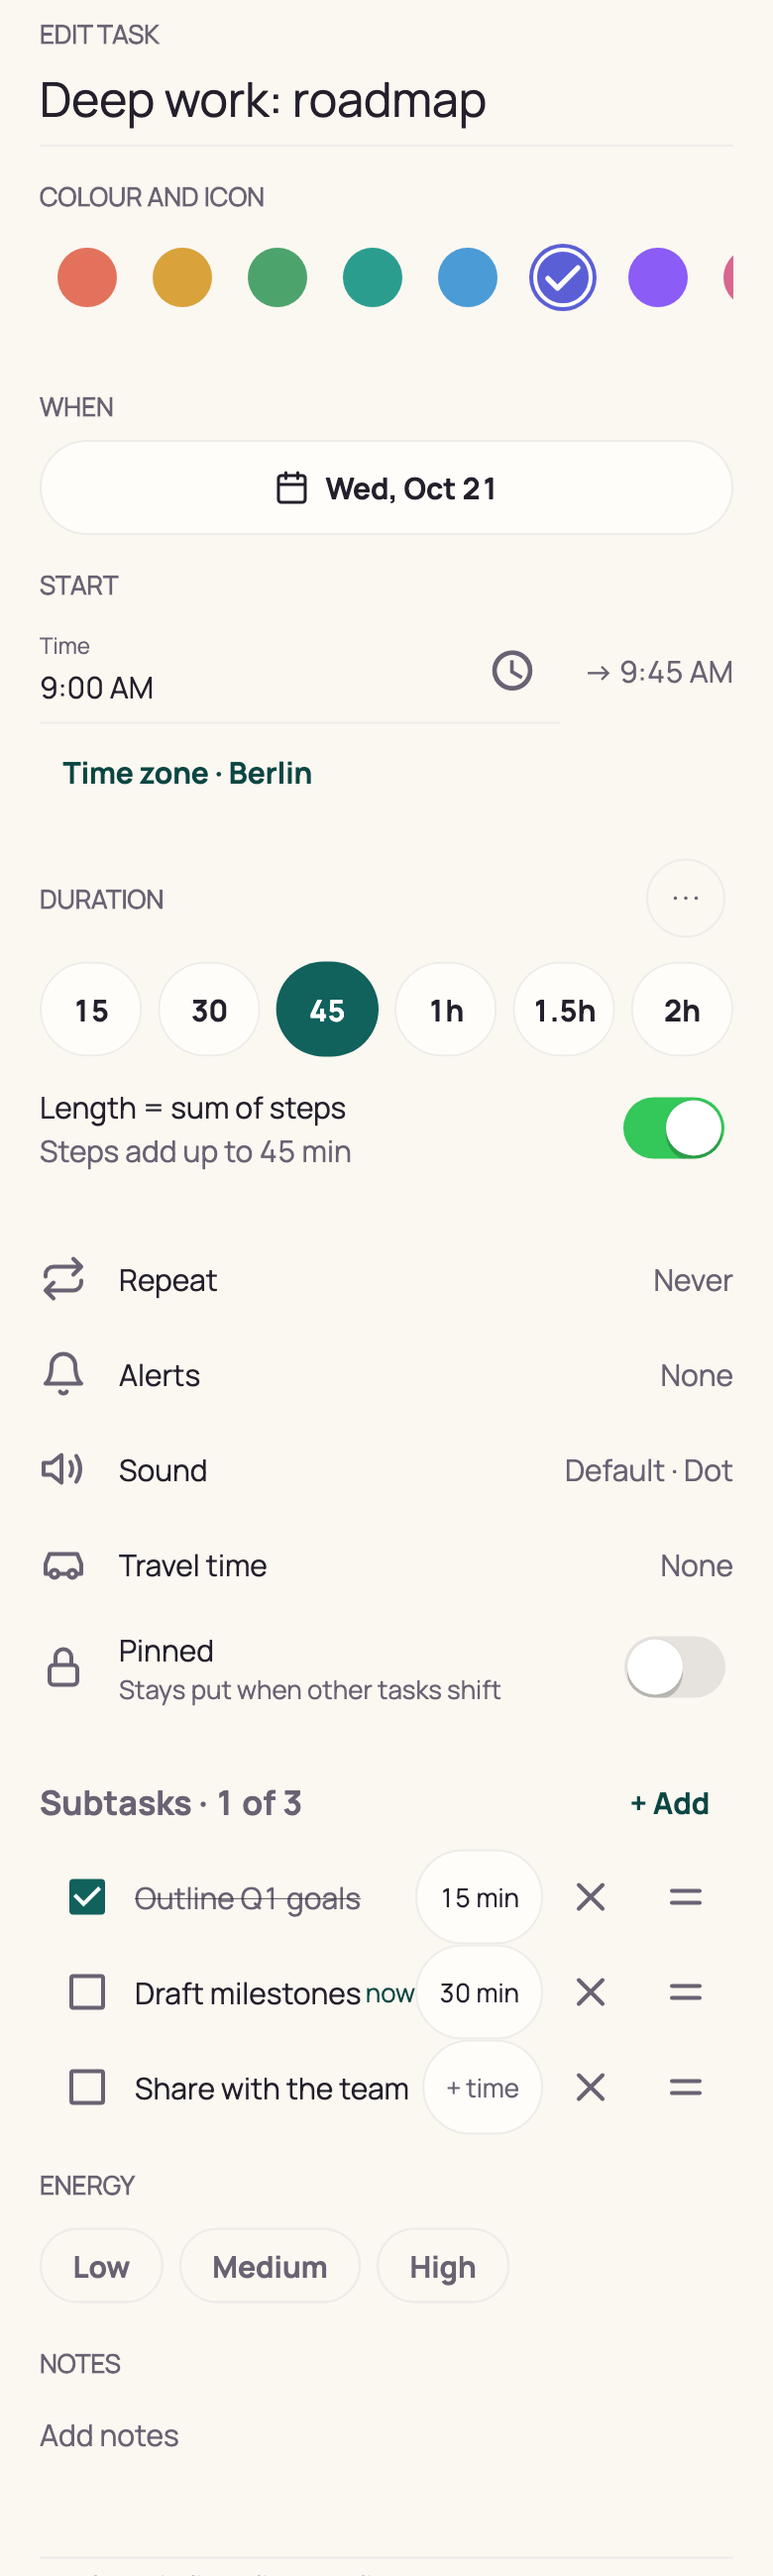 EDIT TASK
Deep work: roadmap
COLOUR AND ICON
WHEN
Wed, Oct 21
START
Time
9:00 AM
→ 9:45 AM
Time zone · Berlin
DURATION
···
15 30 45 1h 1.5h 2h
Length = sum of steps
Steps add up to 45 min
Repeat Never
Alerts None
Sound Default · Dot
Travel time None
Pinned
Stays put when other tasks shift
Subtasks · 1 of 3 + Add
Outline Q1 goals 15 min
Draft milestones now 30 min
Share with the team + time
ENERGY
Low Medium High
NOTES
Add notes